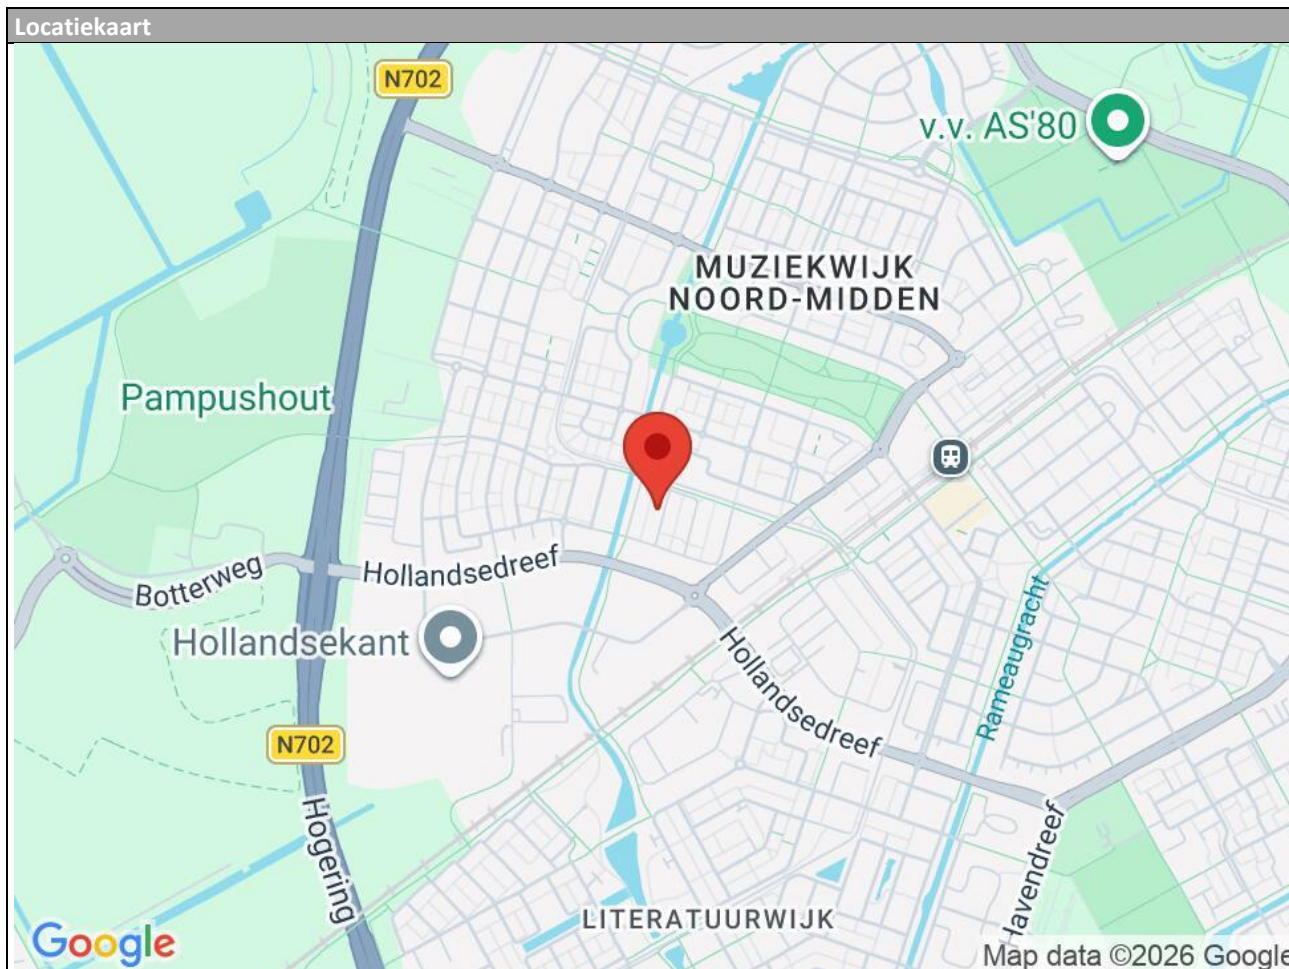 Locatiekaart
N702
v.v. AS'80
MUZIEKWIJK
NOORD-MIDDEN
Pampushout
Botterweg
Hollandsedreef
Hollandsekant
Hollandsedreef
Rameaugracht
N702
Hogering
Havendreef
LITERATUURWIJK
Google
Map data ©2026 Google